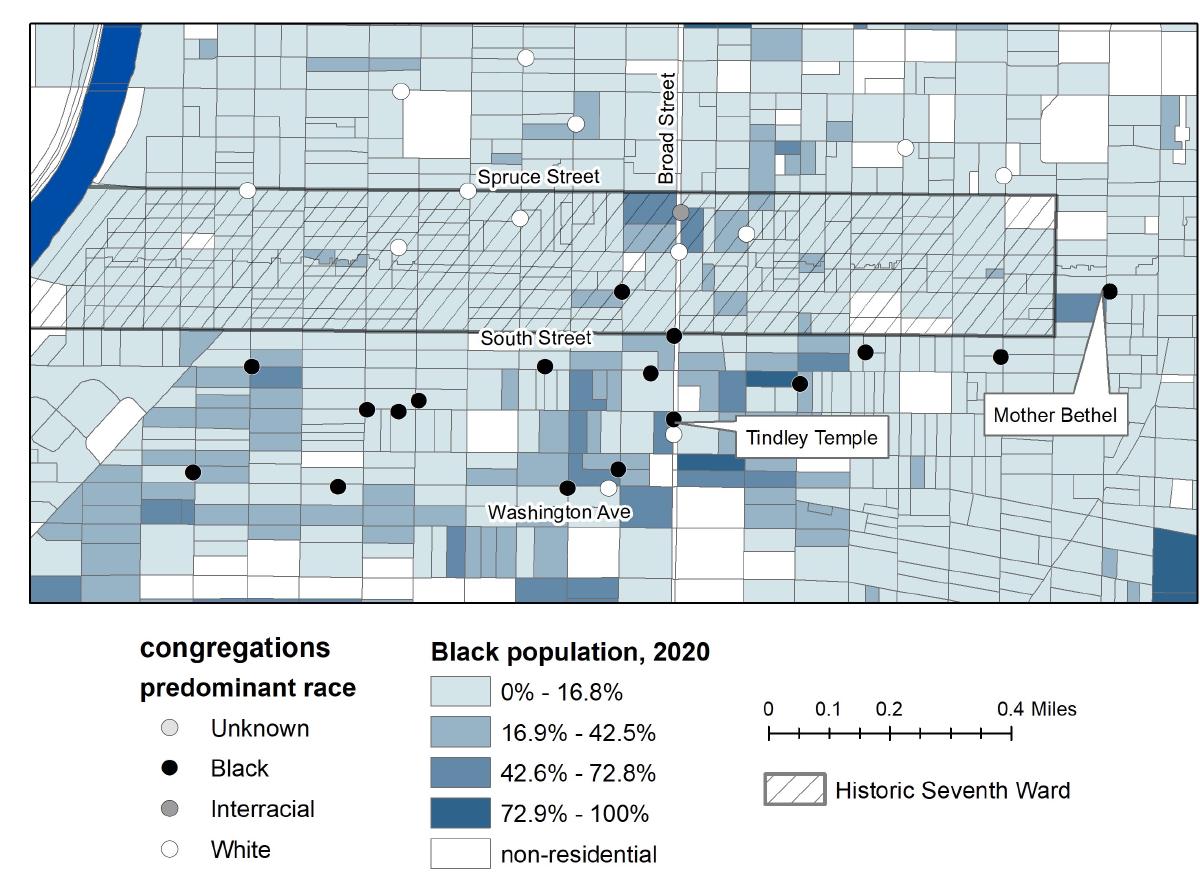 Broad Street
Spruce Street
South Street
Mother Bethel
Tindley Temple
Washington Ave
congregations
predominant race
Unknown
Black
Interracial
White
Black population, 2020
0% - 16.8%
16.9% - 42.5%
42.6% - 72.8%
72.9% - 100%
non-residential
0 0.1 0.2 0.4 Miles
Historic Seventh Ward